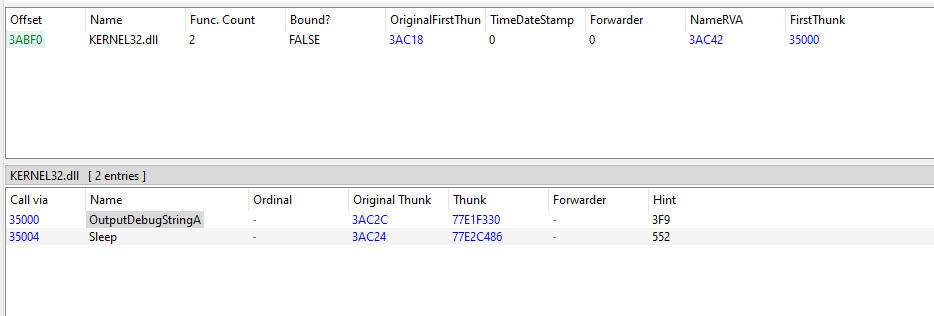 Offset Name Func. Count Bound? OriginalFirstThun TimeDateStamp Forwarder NameRVA FirstThunk
3ABF0 KERNEL32.dll 2 FALSE 3AC18 0 0 3AC42 35000
KERNEL32.dll [ 2 entries ]
Call via Name Ordinal Original Thunk Thunk Forwarder Hint
35000 OutputDebugStringA - 3AC2C 77E1F330 - 3F9
35004 Sleep - 3AC24 77E2C486 - 552